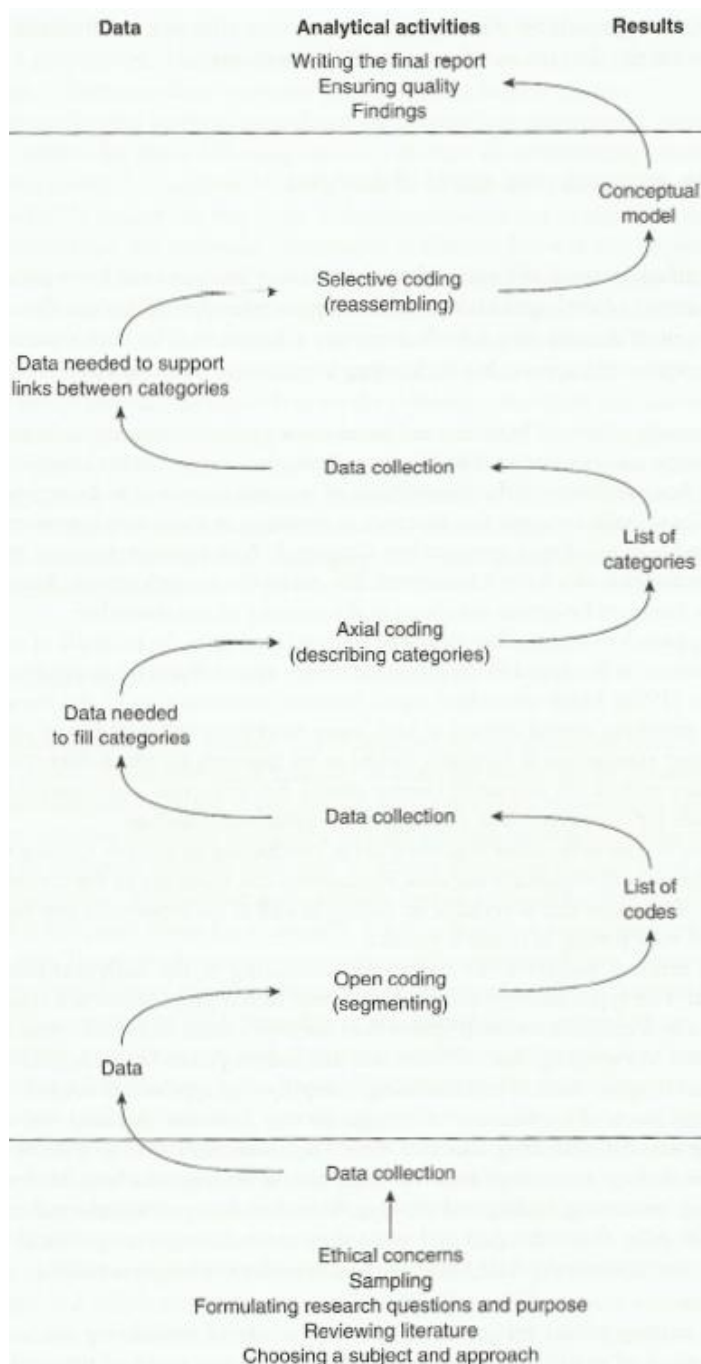 Data Analytical activities Results
Writing the final report
Ensuring quality
Findings
Conceptual
model
Selective coding
(reassembling)
Data needed to support
links between categories
Data collection
List of
categories
Axial coding
(describing categories)
Data needed
to fill categories
Data collection
List of
codes
Open coding
(segmenting)
Data
Data collection
Ethical concerns
Sampling
Formulating research questions and purpose
Reviewing literature
Choosing a subject and approach